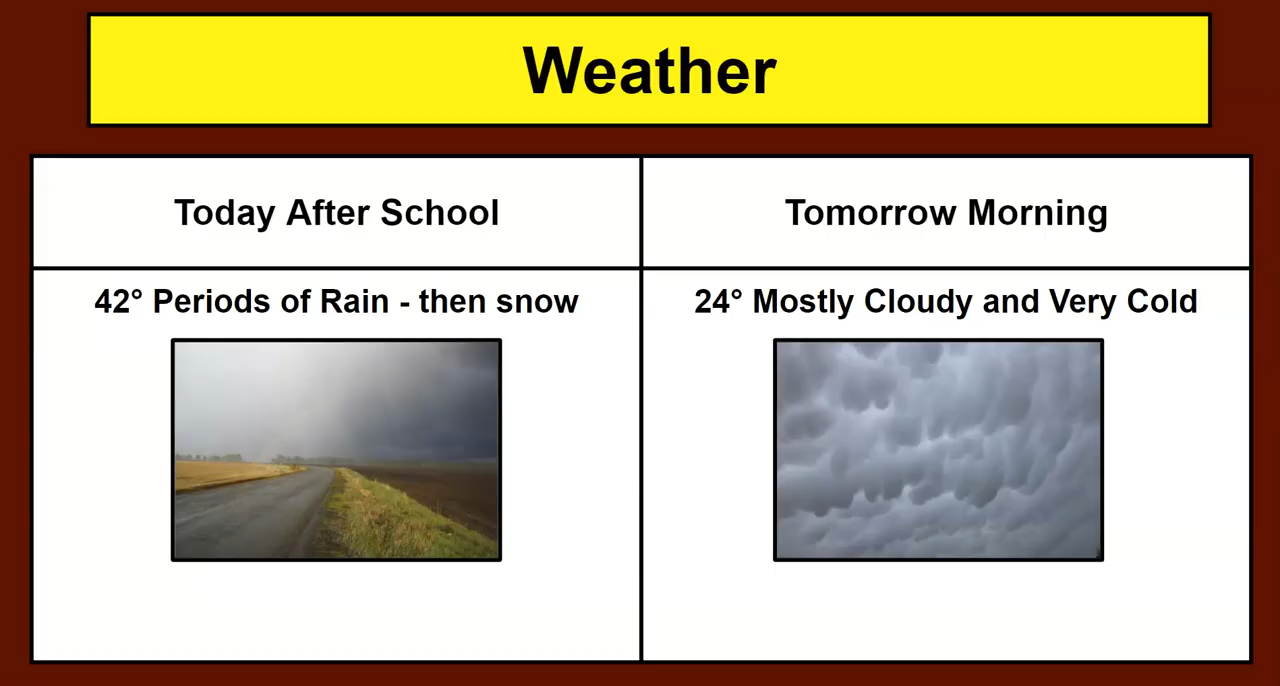 Weather
Today After School
Tomorrow Morning
42° Periods of Rain - then snow
24° Mostly Cloudy and Very Cold